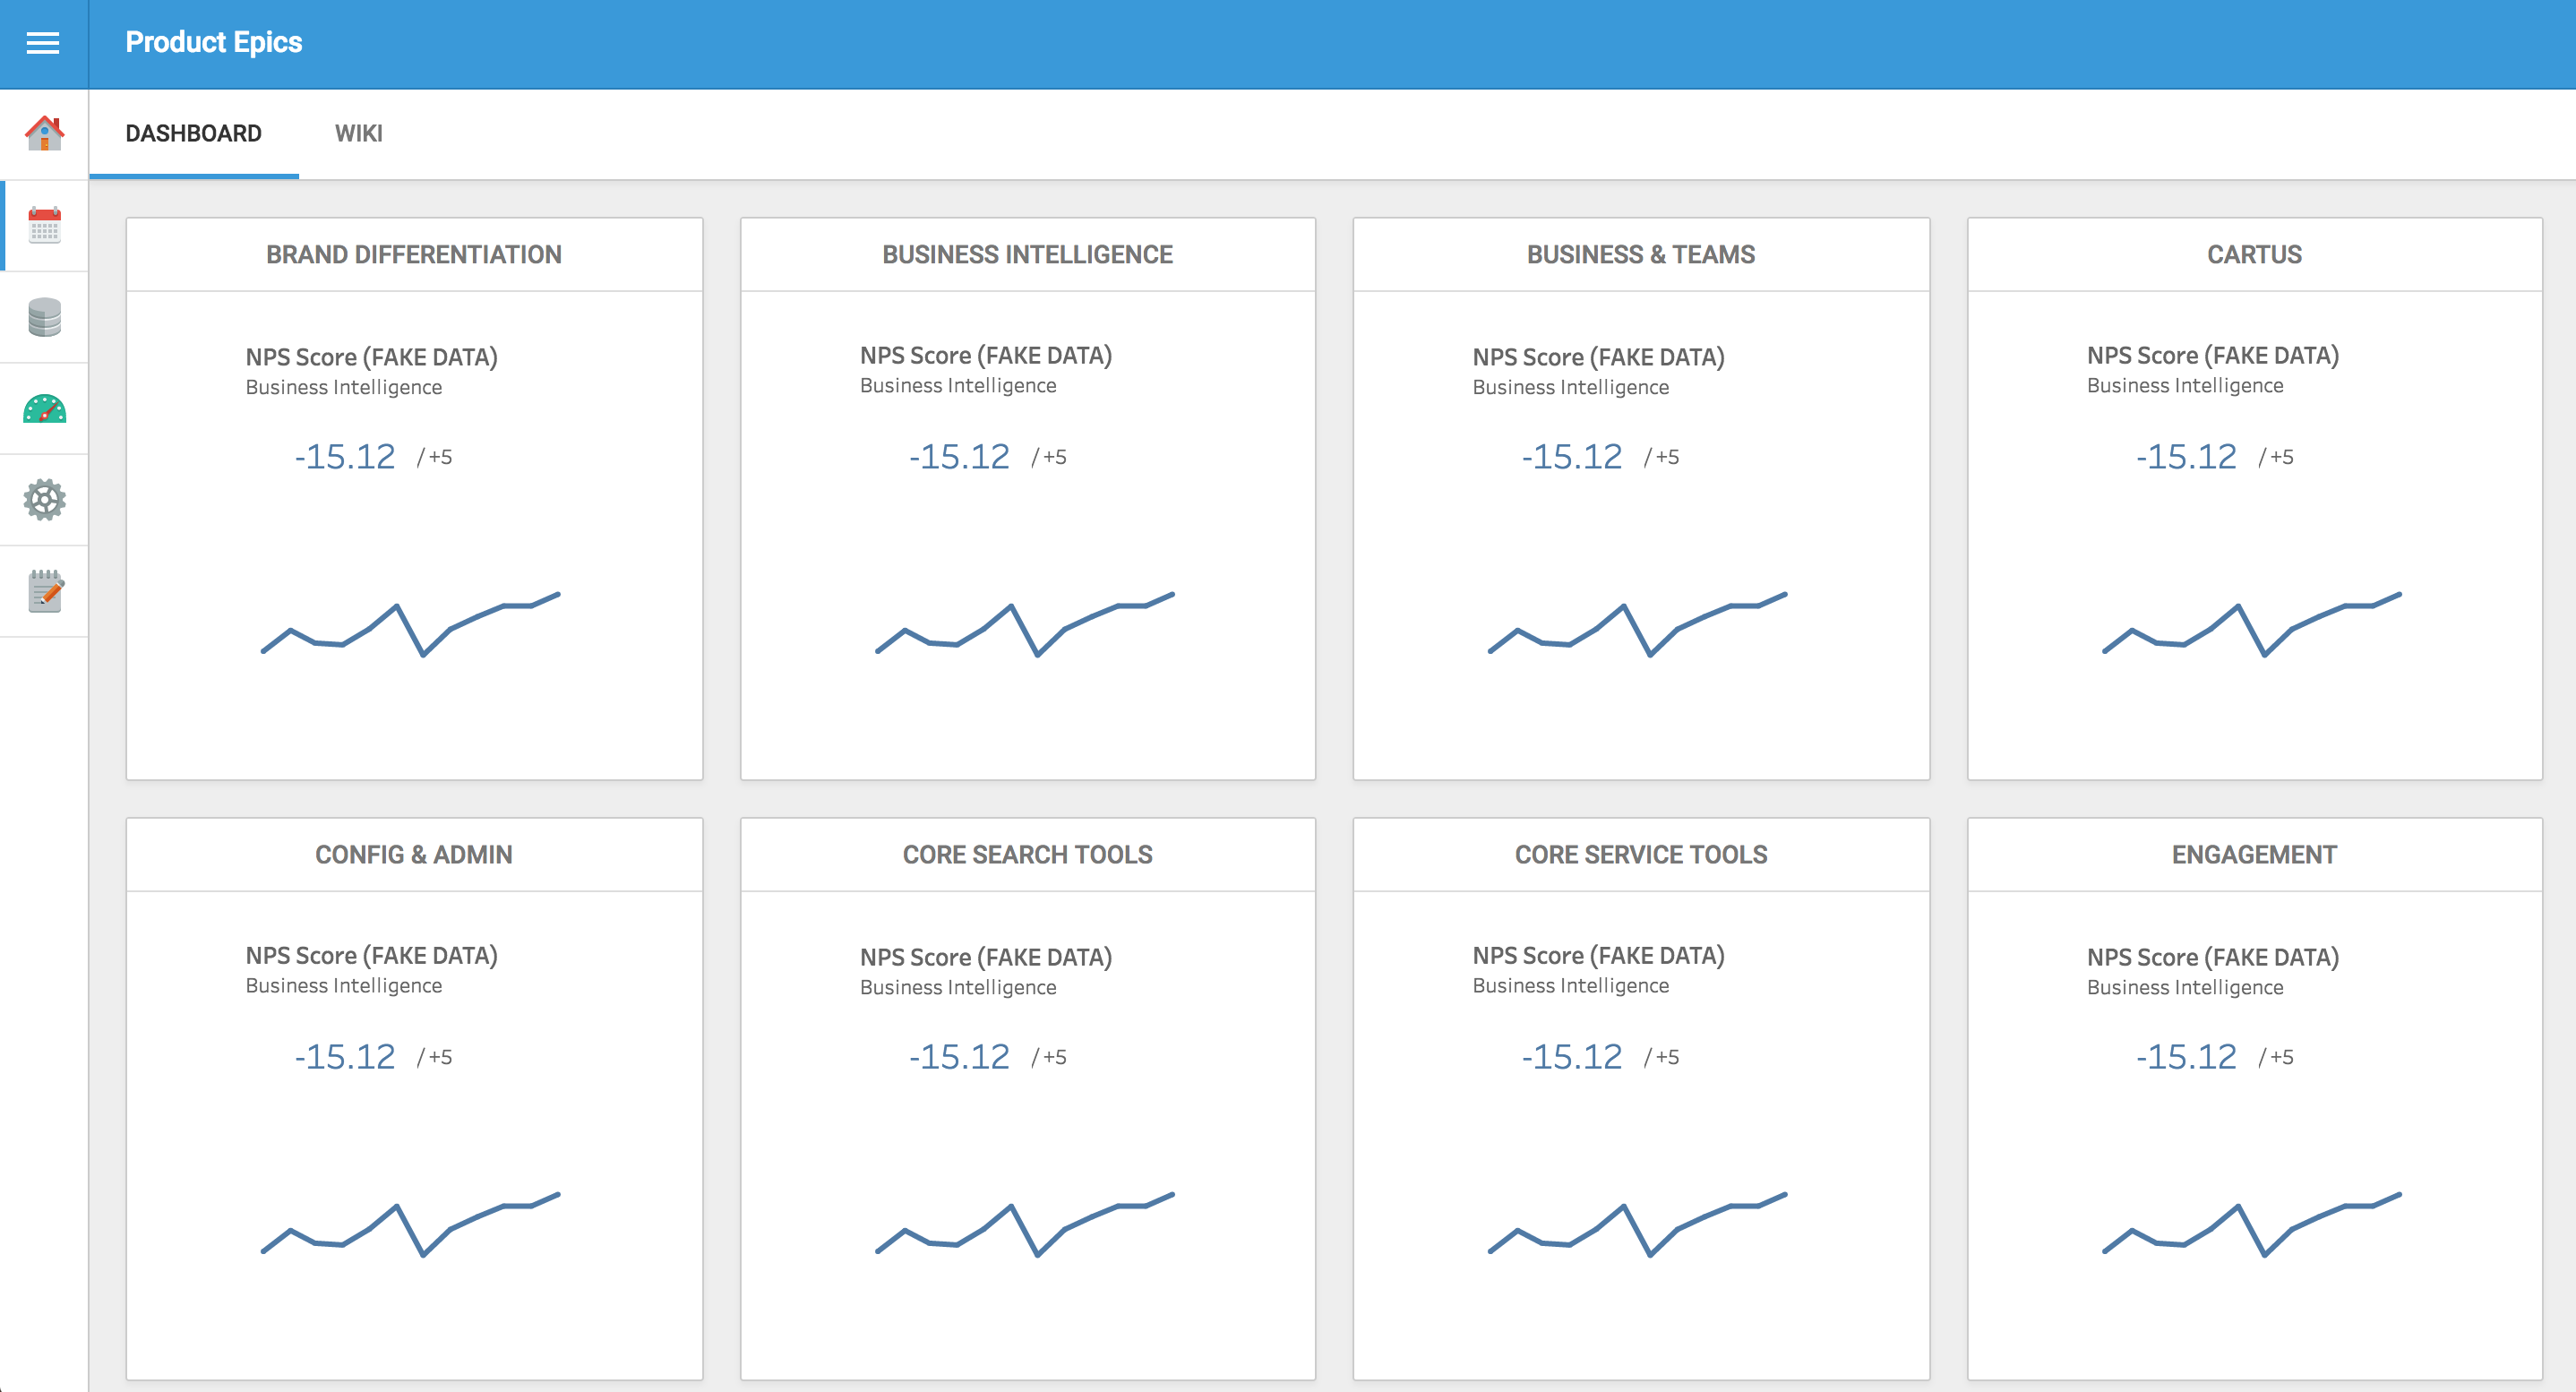 Product Epics
DASHBOARD
WIKI
BRAND DIFFERENTIATION
NPS Score (FAKE DATA)
Business Intelligence
-15.12 / +5
BUSINESS INTELLIGENCE
NPS Score (FAKE DATA)
Business Intelligence
-15.12 / +5
BUSINESS & TEAMS
NPS Score (FAKE DATA)
Business Intelligence
-15.12 / +5
CARTUS
NPS Score (FAKE DATA)
Business Intelligence
-15.12 / +5
CONFIG & ADMIN
NPS Score (FAKE DATA)
Business Intelligence
-15.12 / +5
CORE SEARCH TOOLS
NPS Score (FAKE DATA)
Business Intelligence
-15.12 / +5
CORE SERVICE TOOLS
NPS Score (FAKE DATA)
Business Intelligence
-15.12 / +5
ENGAGEMENT
NPS Score (FAKE DATA)
Business Intelligence
-15.12 / +5